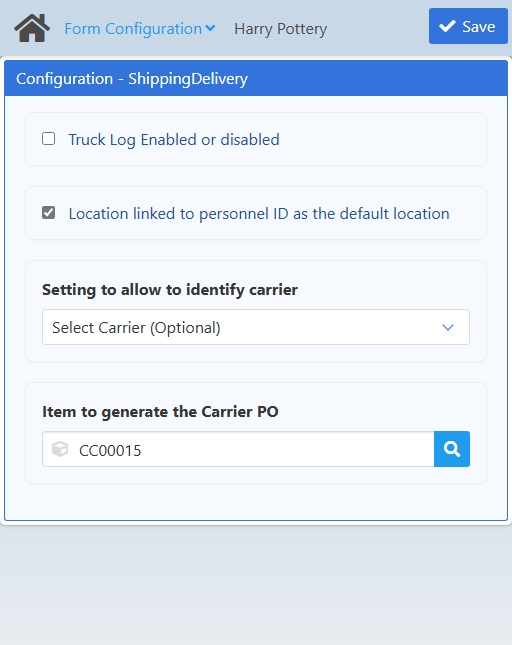 Form Configuration Harry Pottery Save
Configuration - ShippingDelivery
Truck Log Enabled or disabled
Location linked to personnel ID as the default location
Setting to allow to identify carrier
Select Carrier (Optional)
Item to generate the Carrier PO
CC00015